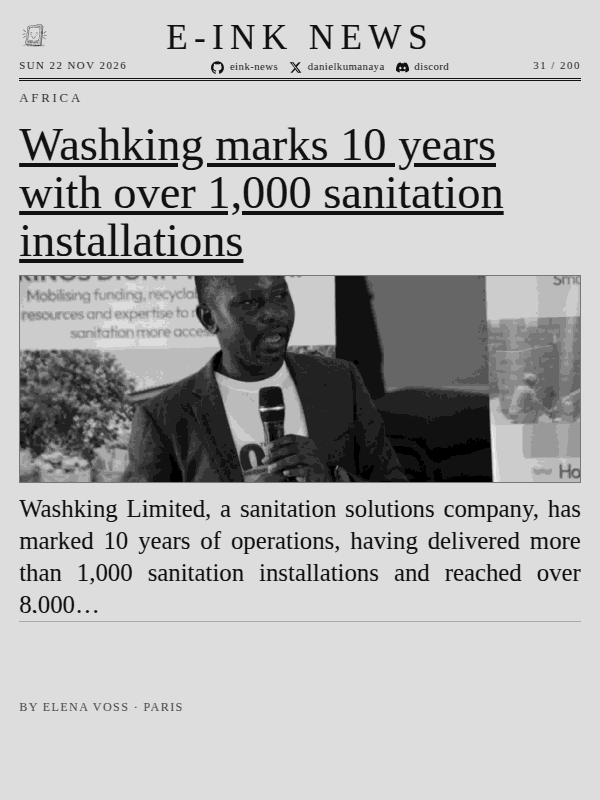 E-INK NEWS
SUN 22 NOV 2026
eink-news danielkumanaya discord
31 / 200
AFRICA
Washking marks 10 years
with over 1,000 sanitation
installations
Mobilising funding, recyclal
resources and expertise to
sanitation more acces
Smo
Ho
Washking Limited, a sanitation solutions company, has
marked 10 years of operations, having delivered more
than 1,000 sanitation installations and reached over
8.000…
BY ELENA VOSS · PARIS